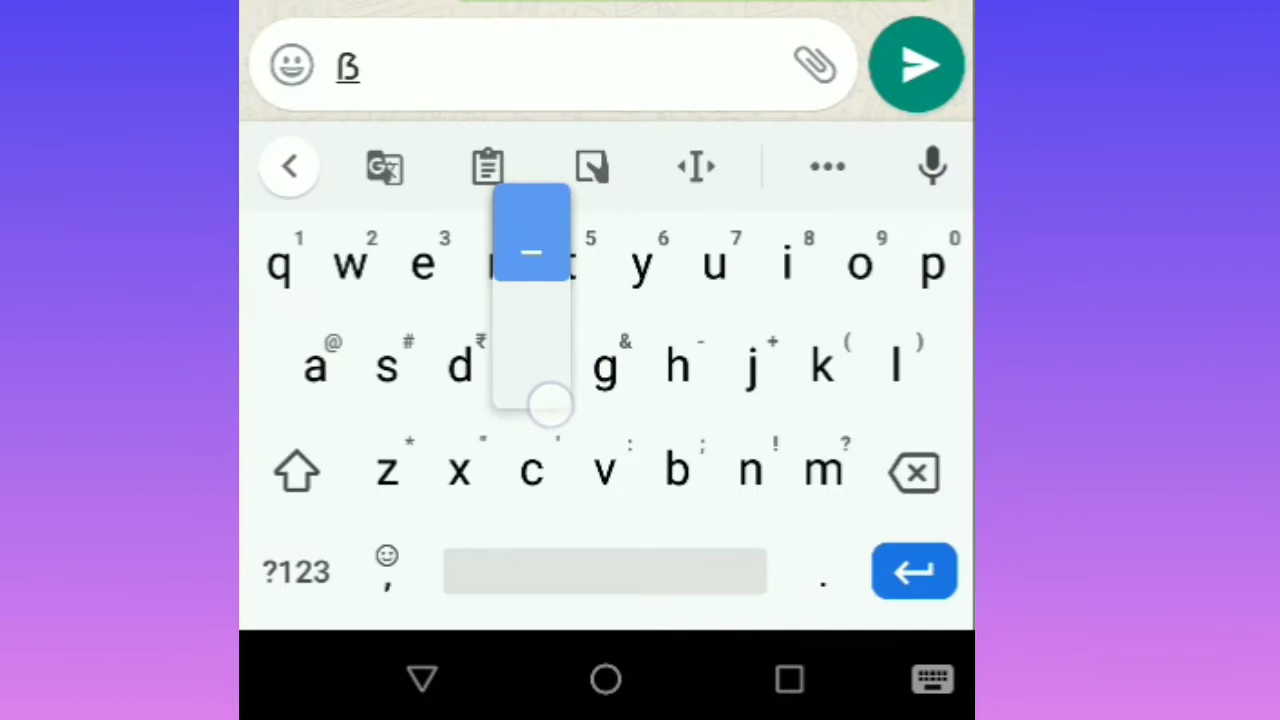 ẞ
1 2 3 5 6 7 8 9 0
q w e _ y u i o p
@ # ₹ & - + ( )
a s d g h j k l
* " ' : ; ! ?
z x c v b n m
?123 , .